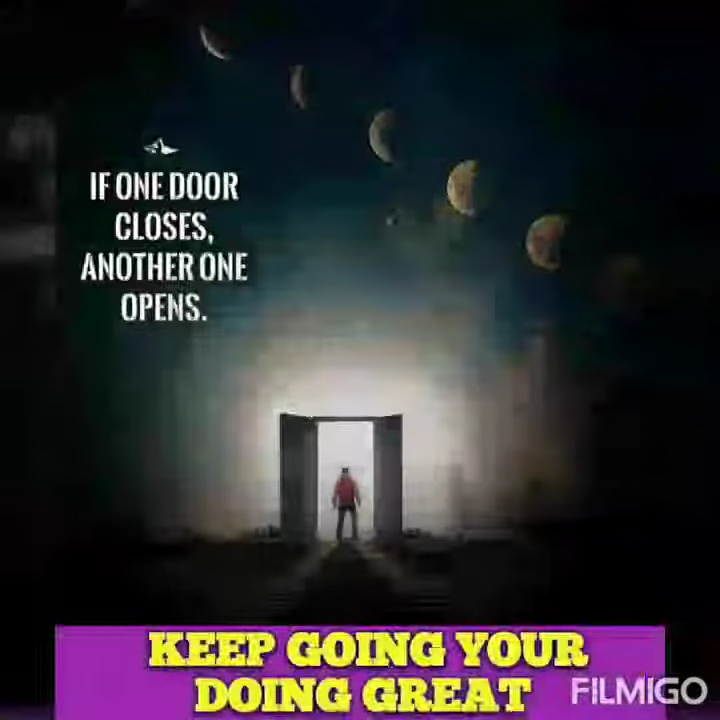 IF ONE DOOR
CLOSES,
ANOTHER ONE
OPENS.
KEEP GOING YOUR
DOING GREAT
FILMIGO